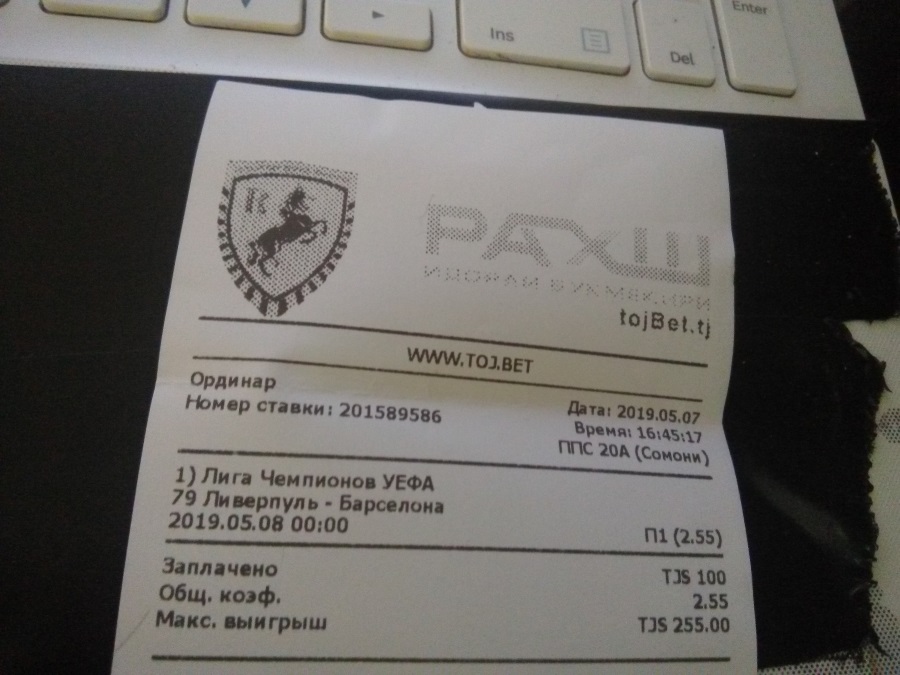 Ins
Del
Enter
РАХШ
ИДОРАИ БУКМЕКЕРИ
tojBet.tj
WWW.TOJ.BET
Ординар
Номер ставки: 201589586
Дата: 2019.05.07
Время: 16:45:17
ППС 20А (Сомони)
1) Лига Чемпионов УЕФА
79 Ливерпуль - Барселона
2019.05.08 00:00
П1 (2.55)
Заплачено TJS 100
Общ. коэф. 2.55
Макс. выигрыш TJS 255.00